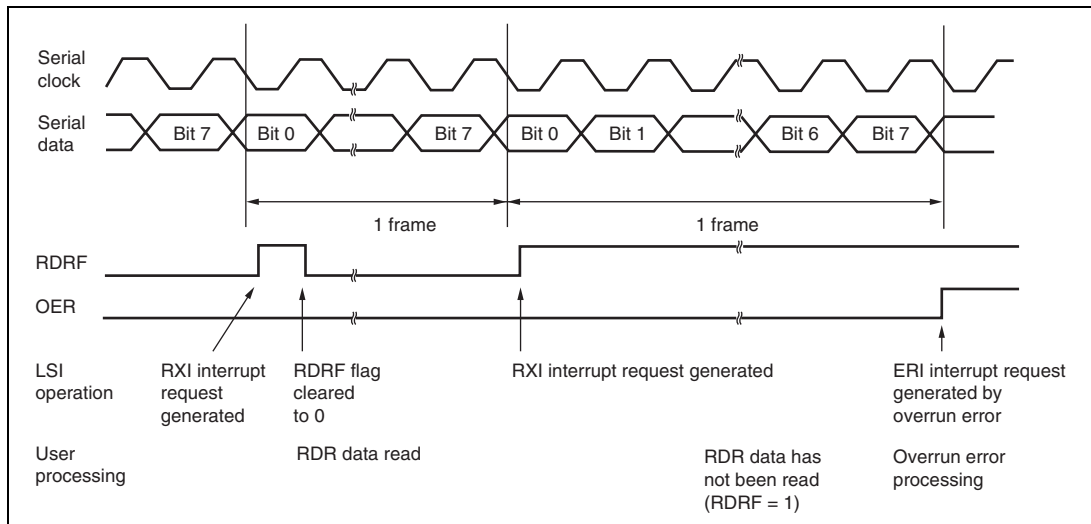 Serial
clock
Serial
data
Bit 7
Bit 0
Bit 7
Bit 0
Bit 1
Bit 6
Bit 7
1 frame
1 frame
RDRF
OER
LSI
operation
RXI interrupt
request
generated
RDRF flag
cleared
to 0
RXI interrupt request generated
ERI interrupt request
generated by
overrun error
User
processing
RDR data read
RDR data has
not been read
(RDRF = 1)
Overrun error
processing